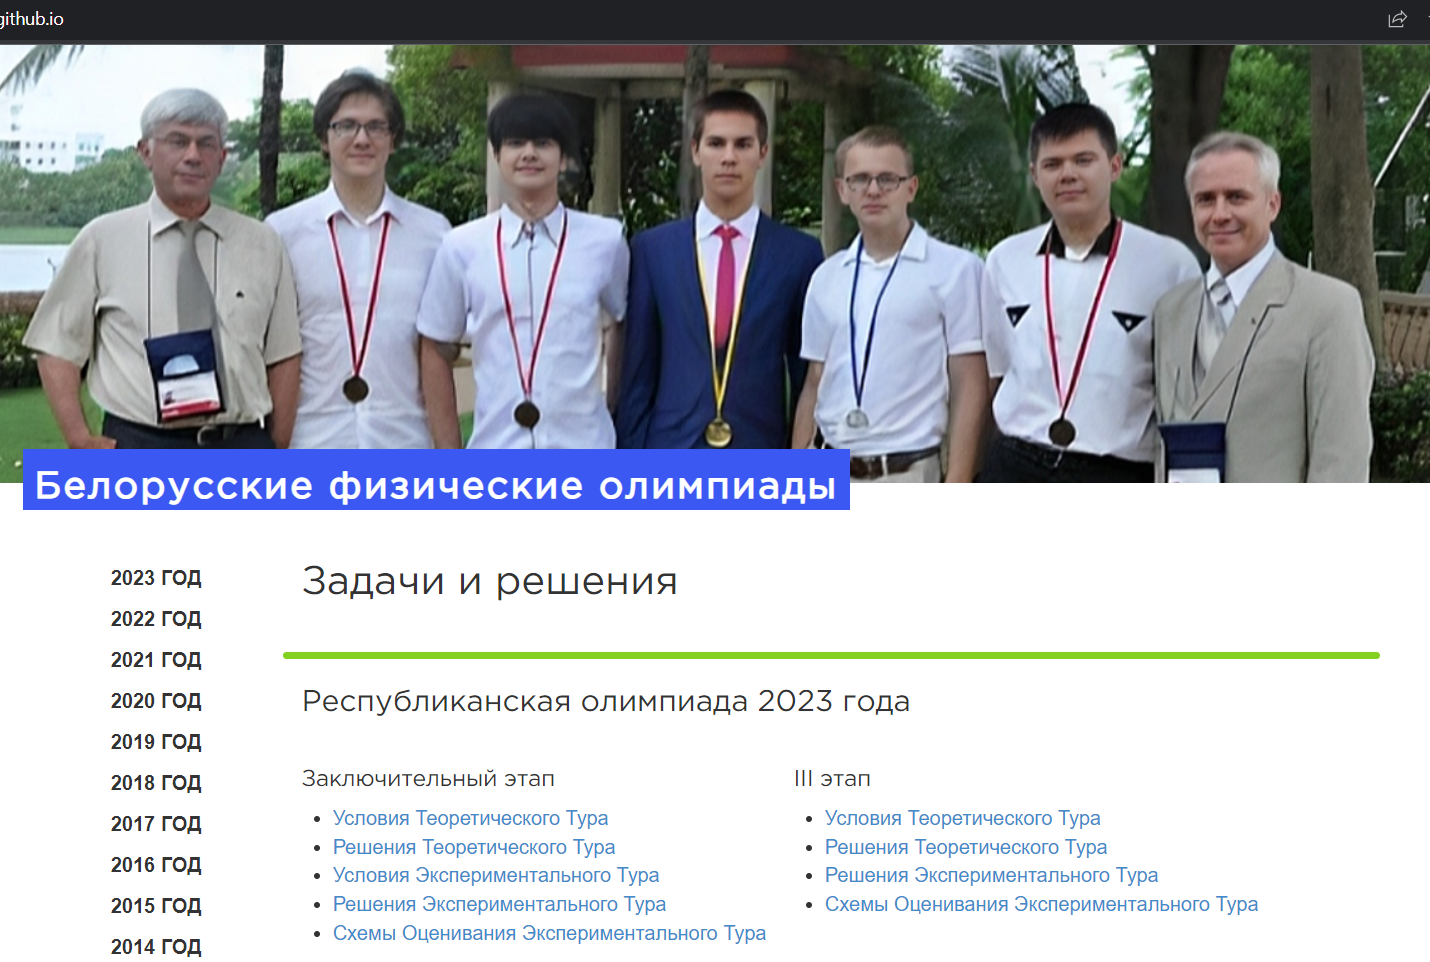 github.io
Белорусские физические олимпиады
2023 ГОД
2022 ГОД
2021 ГОД
2020 ГОД
2019 ГОД
2018 ГОД
2017 ГОД
2016 ГОД
2015 ГОД
2014 ГОД
Задачи и решения
Республиканская олимпиада 2023 года
Заключительный этап
Условия Теоретического Тура
Решения Теоретического Тура
Условия Экспериментального Тура
Решения Экспериментального Тура
Схемы Оценивания Экспериментального Тура
III этап
Условия Теоретического Тура
Решения Теоретического Тура
Решения Экспериментального Тура
Схемы Оценивания Экспериментального Тура